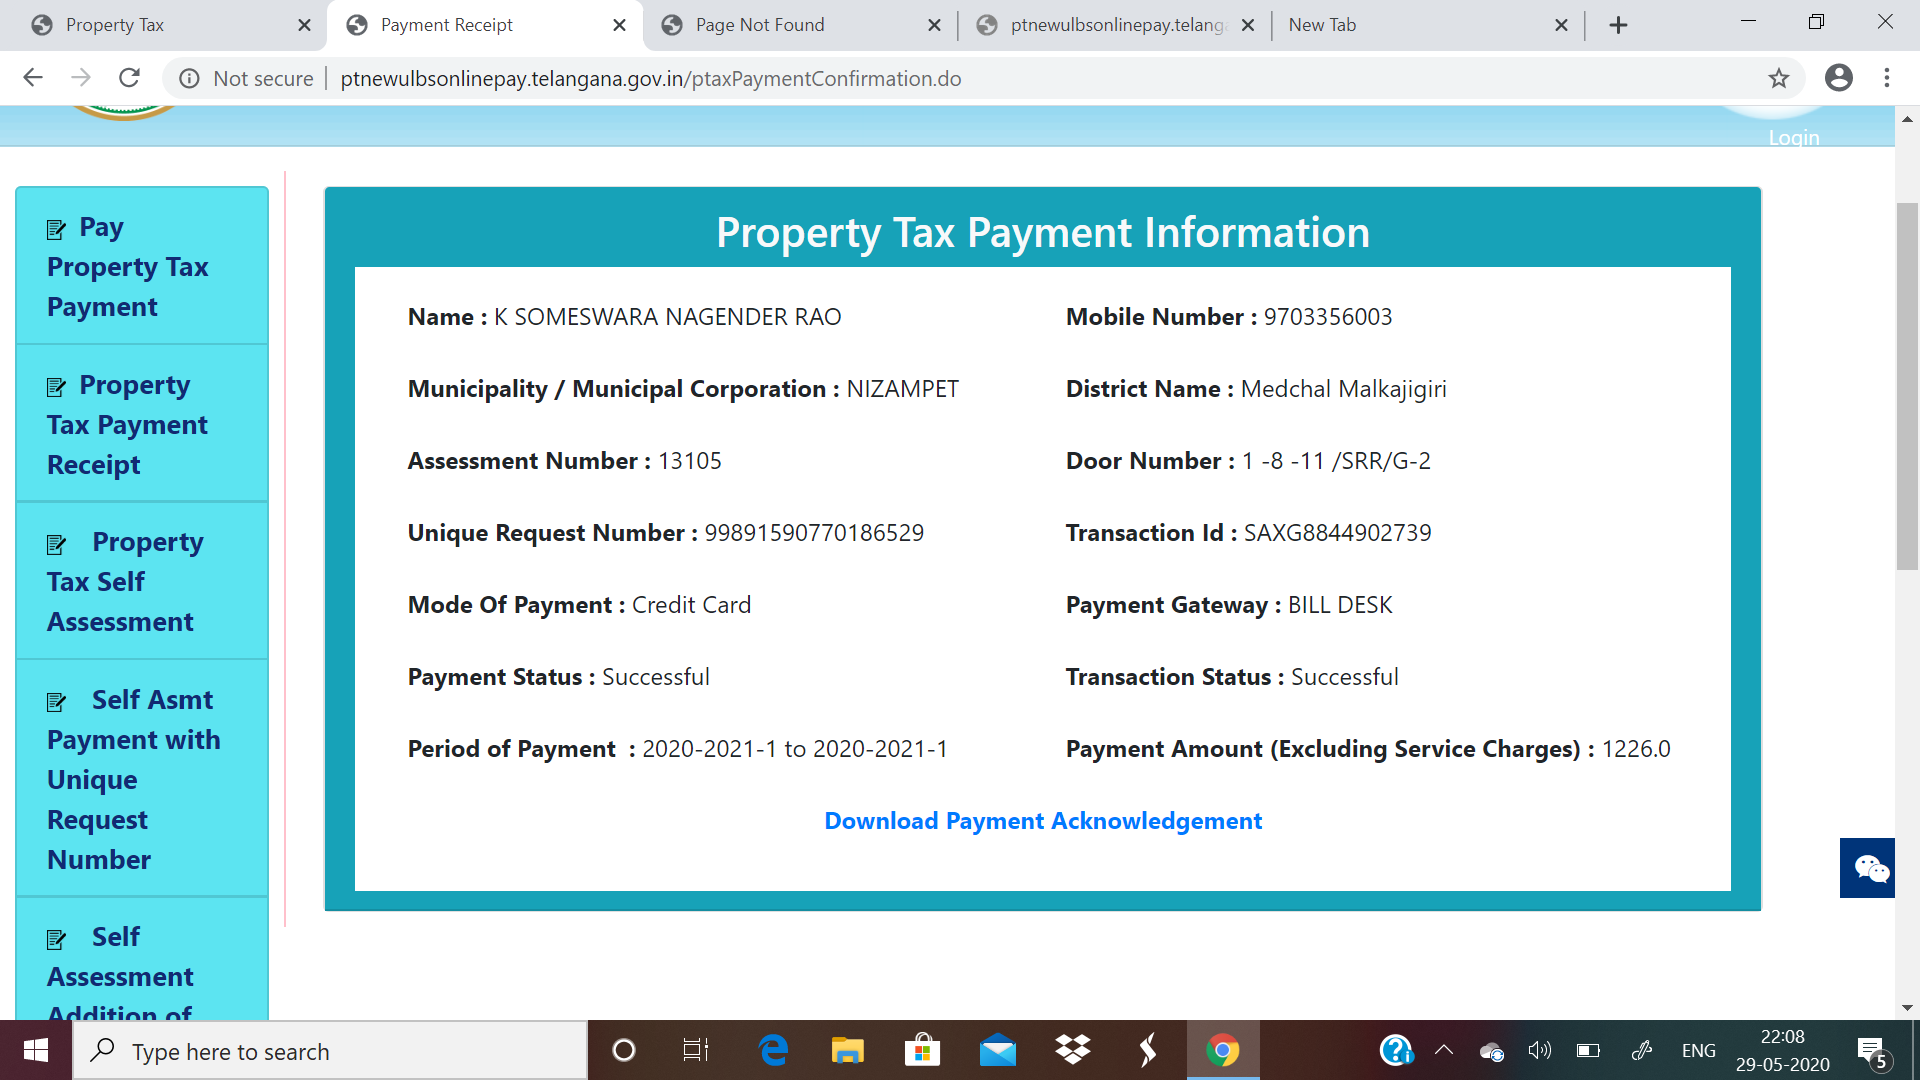 Property Tax
Payment Receipt
Page Not Found
ptnewulbsonlinepay.telang
New Tab
Not secure
ptnewulbsonlinepay.telangana.gov.in/ptaxPaymentConfirmation.do
Login
Pay
Property Tax
Payment
Property
Tax Payment
Receipt
Property
Tax Self
Assessment
Self Asmt
Payment with
Unique
Request
Number
Self
Assessment
Addition of
Property Tax Payment Information
Name : K SOMESWARA NAGENDER RAO
Mobile Number : 9703356003
Municipality / Municipal Corporation : NIZAMPET
District Name : Medchal Malkajigiri
Assessment Number : 13105
Door Number : 1 -8 -11 /SRR/G-2
Unique Request Number : 99891590770186529
Transaction Id : SAXG8844902739
Mode Of Payment : Credit Card
Payment Gateway : BILL DESK
Payment Status : Successful
Transaction Status : Successful
Period of Payment : 2020-2021-1 to 2020-2021-1
Payment Amount (Excluding Service Charges) : 1226.0
Download Payment Acknowledgement
Type here to search
ENG
22:08
29-05-2020
5